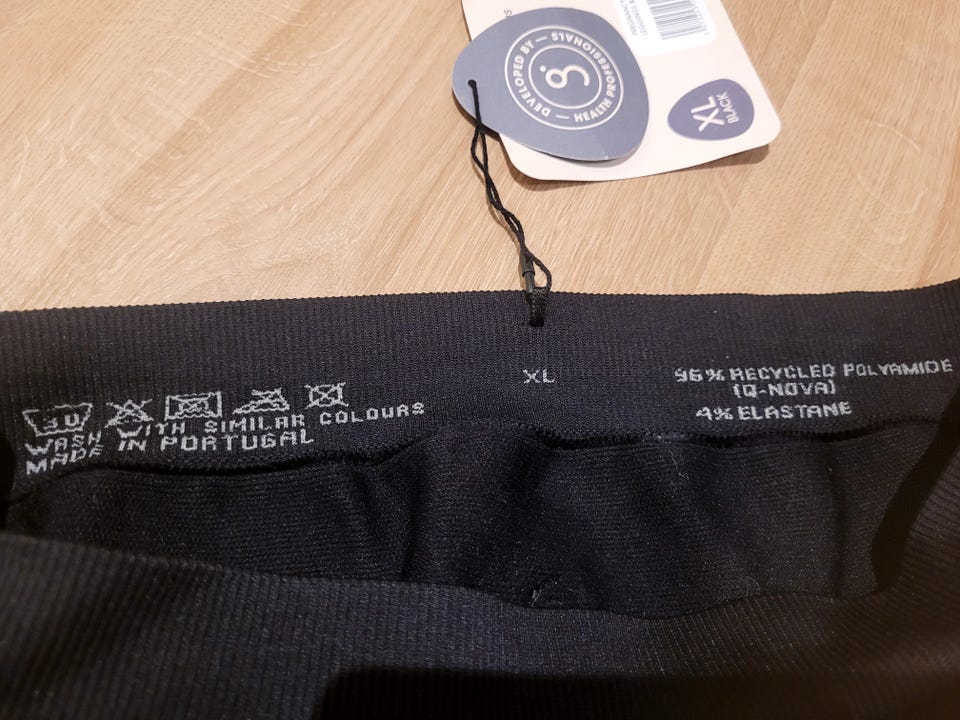 DEVELOPED BY — HEALTH PROFESSIONALS —
XL
BLACK
30
WASH WITH SIMILAR COLOURS
MADE IN PORTUGAL
XL
96% RECYCLED POLYAMIDE
(Q-NOVA)
4% ELASTANE